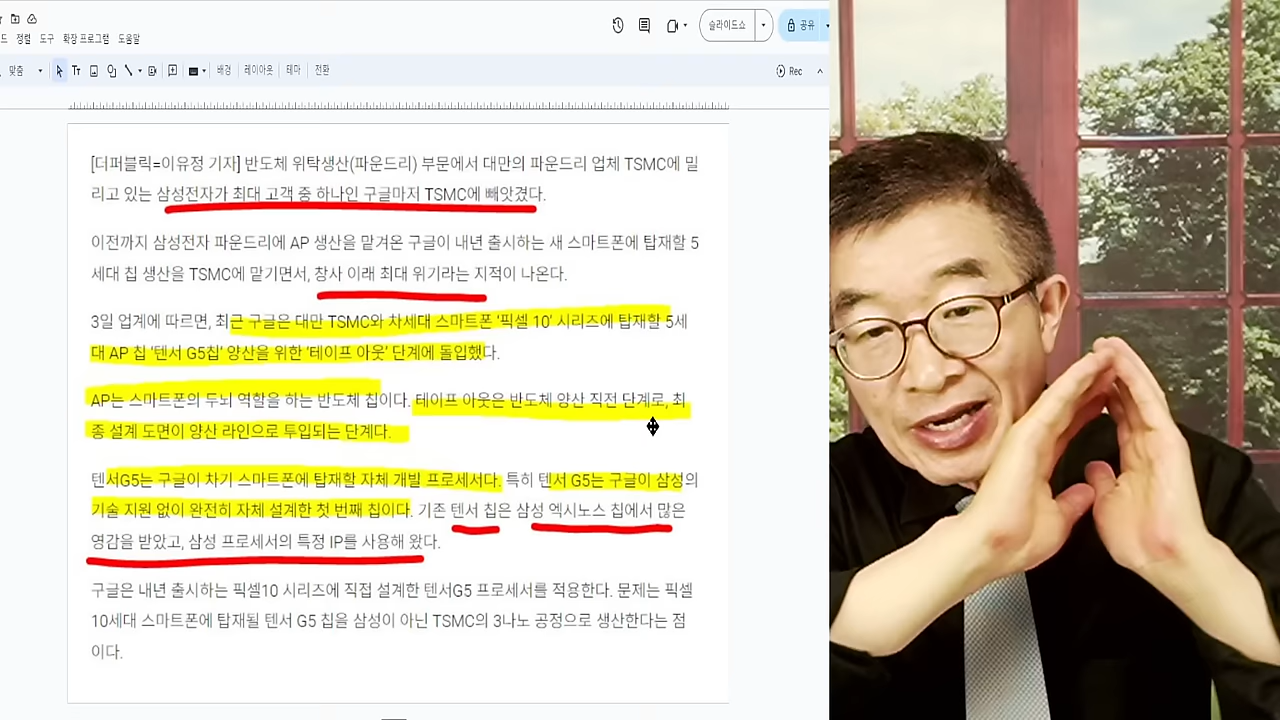 드 정렬 도구 확장 프로그램 도움말
슬라이드쇼
공유
맞춤
Tr
배경 레이아웃 테마 전환
Rec
[더퍼블릭=이유정 기자] 반도체 위탁생산(파운드리) 부문에서 대만의 파운드리 업체 TSMC에 밀
리고 있는 삼성전자가 최대 고객 중 하나인 구글마저 TSMC에 빼앗겼다.
이전까지 삼성전자 파운드리에 AP 생산을 맡겨온 구글이 내년 출시하는 새 스마트폰에 탑재할 5
세대 칩 생산을 TSMC에 맡기면서, 창사 이래 최대 위기라는 지적이 나온다.
3일 업계에 따르면, 최근 구글은 대만 TSMC와 차세대 스마트폰 ‘픽셀 10’ 시리즈에 탑재할 5세
대 AP 칩 ‘텐서 G5칩’ 양산을 위한 ‘테이프 아웃’ 단계에 돌입했다.
AP는 스마트폰의 두뇌 역할을 하는 반도체 칩이다. 테이프 아웃은 반도체 양산 직전 단계로, 최
종 설계 도면이 양산 라인으로 투입되는 단계다.
텐서G5는 구글이 차기 스마트폰에 탑재할 자체 개발 프로세서다. 특히 텐서 G5는 구글이 삼성의
기술 지원 없이 완전히 자체 설계한 첫 번째 칩이다. 기존 텐서 칩은 삼성 엑시노스 칩에서 많은
영감을 받았고, 삼성 프로세서의 특정 IP를 사용해 왔다.
구글은 내년 출시하는 픽셀10 시리즈에 직접 설계한 텐서G5 프로세서를 적용한다. 문제는 픽셀
10세대 스마트폰에 탑재될 텐서 G5 칩을 삼성이 아닌 TSMC의 3나노 공정으로 생산한다는 점
이다.